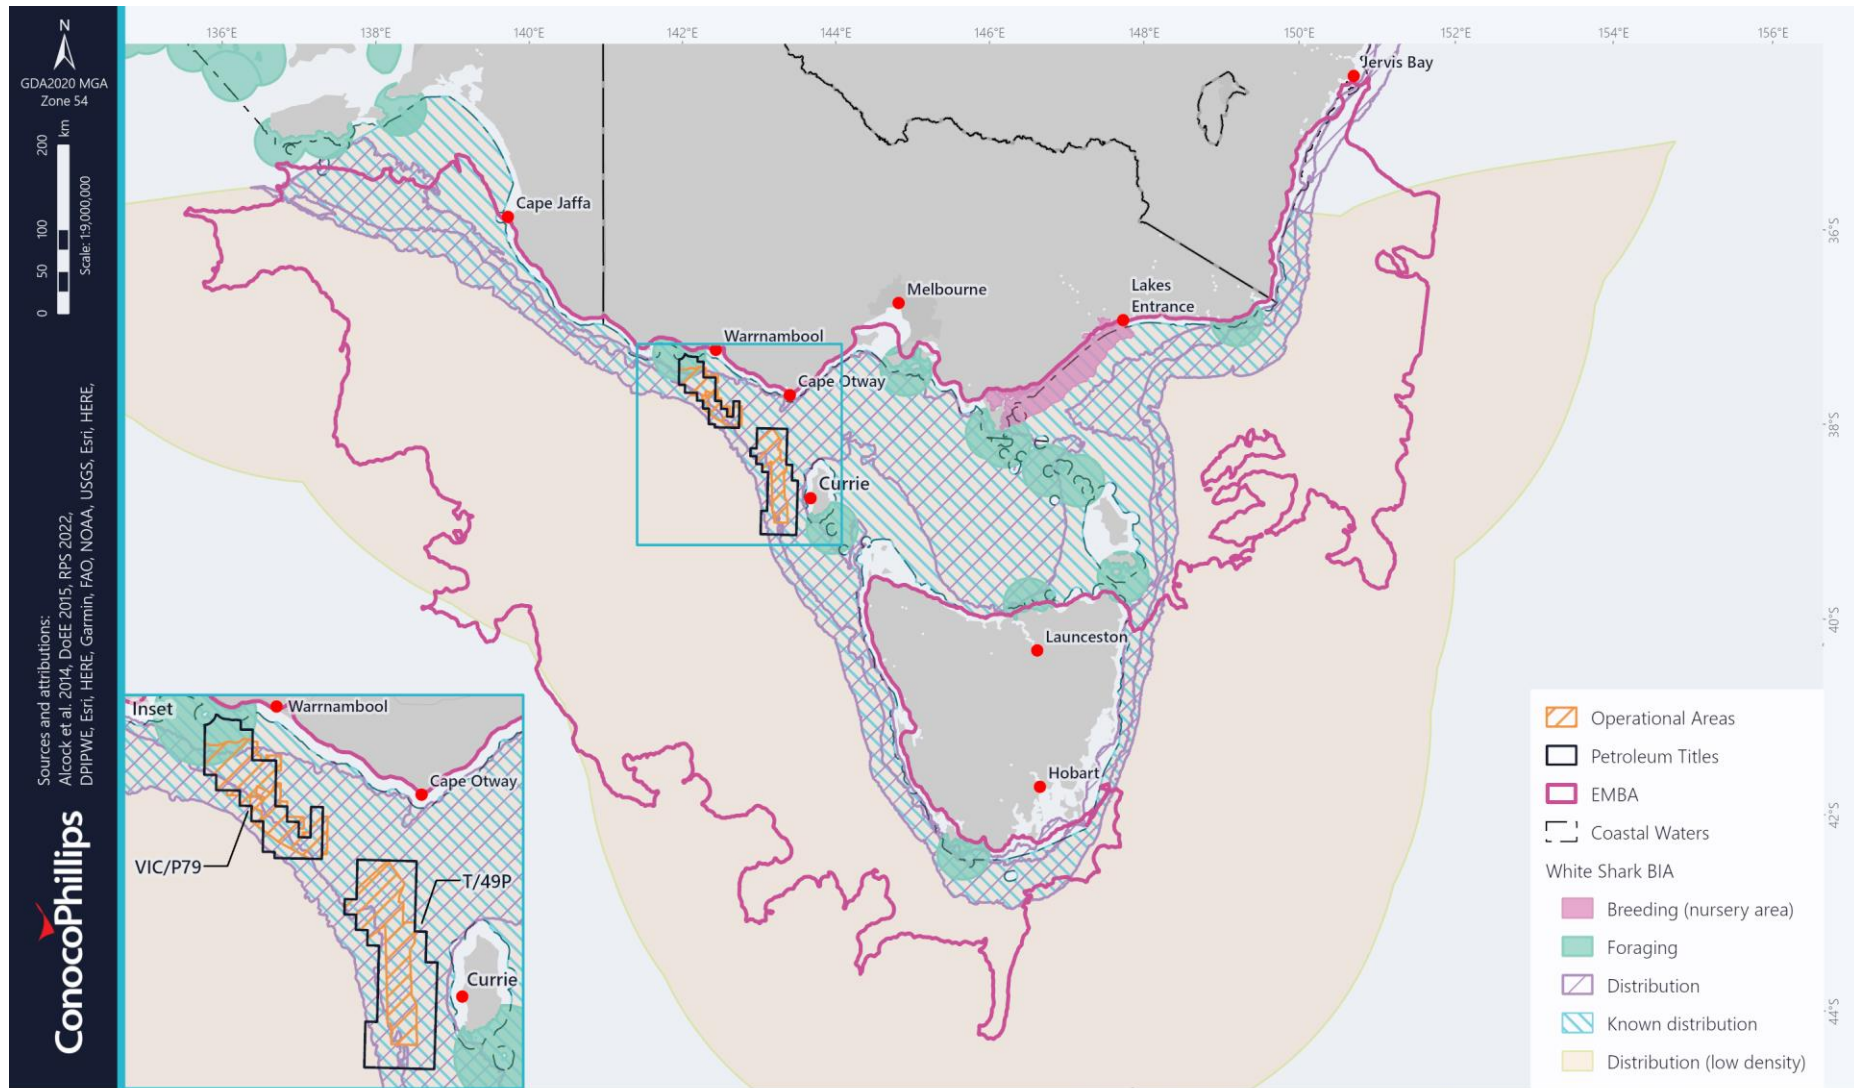 N
GDA2020 MGA
Zone 54
0 50 100 200
km
Scale: 1:9,000,000
Sources and attributions:
Alcock et al. 2014, DoEE 2015, RPS 2022,
DPIPWE, Esri, HERE, Garmin, FAO, NOAA, USGS, Esri, HERE,
ConocoPhillips
136°E 138°E 140°E 142°E 144°E 146°E 148°E 150°E 152°E 154°E 156°E
36°S
38°S
40°S
42°S
44°S
Jervis Bay
Cape Jaffa
Melbourne
Lakes
Entrance
Warrnambool
Cape Otway
Currie
Launceston
Hobart
Inset
Warrnambool
Cape Otway
VIC/P79
T/49P
Currie
Operational Areas
Petroleum Titles
EMBA
Coastal Waters
White Shark BIA
Breeding (nursery area)
Foraging
Distribution
Known distribution
Distribution (low density)